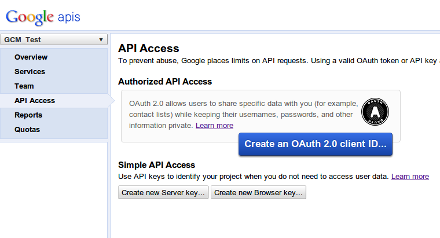 Google apis
GCM_Test
Overview
Services
Team
API Access
Reports
Quotas
API Access
To prevent abuse, Google places limits on API requests. Using a valid OAuth token or API key
Authorized API Access
OAuth 2.0 allows users to share specific data with you (for example,
contact lists) while keeping their usernames, passwords, and other
information private. Learn more
Create an OAuth 2.0 client ID...
Simple API Access
Use API keys to identify your project when you do not need to access user data. Learn more
Create new Server key... Create new Browser key...